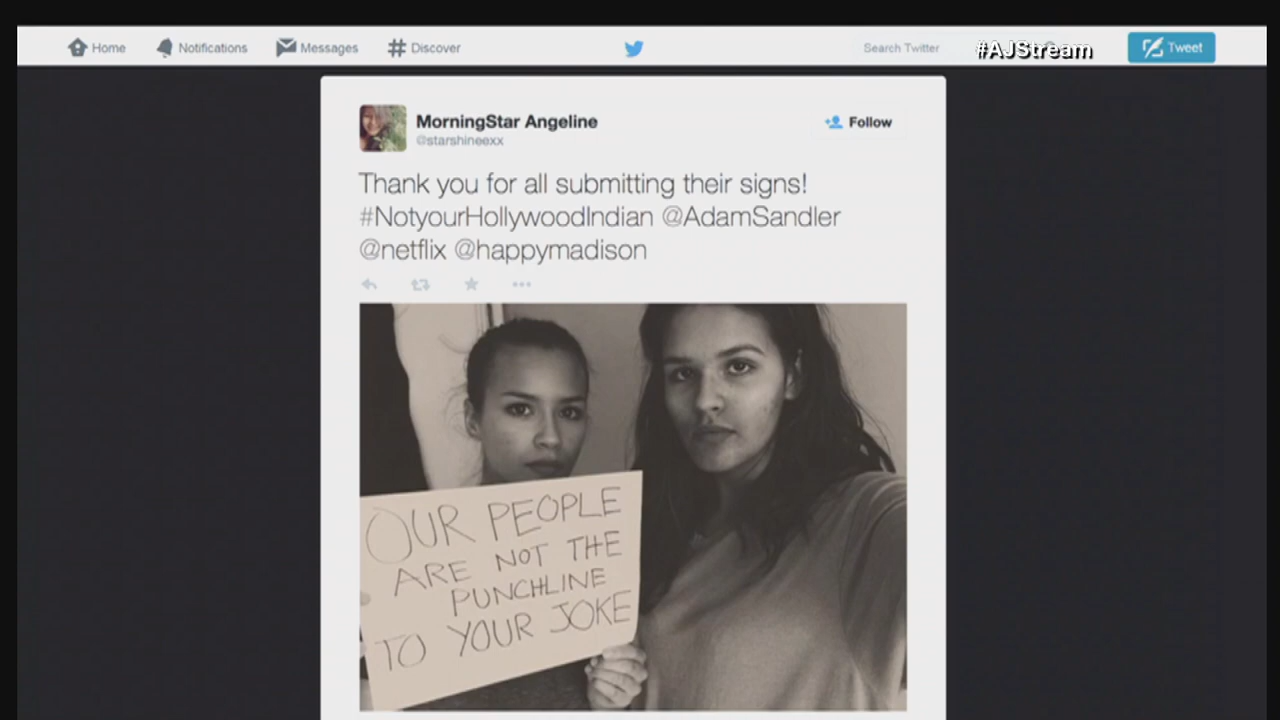 Home Notifications Messages Discover Search Twitter #AJStream Tweet
MorningStar Angeline Follow
@starshineexx
Thank you for all submitting their signs!
#NotyourHollywoodIndian @AdamSandler
@netflix @happymadison
OUR PEOPLE
ARE NOT THE
PUNCHLINE
TO YOUR JOKE